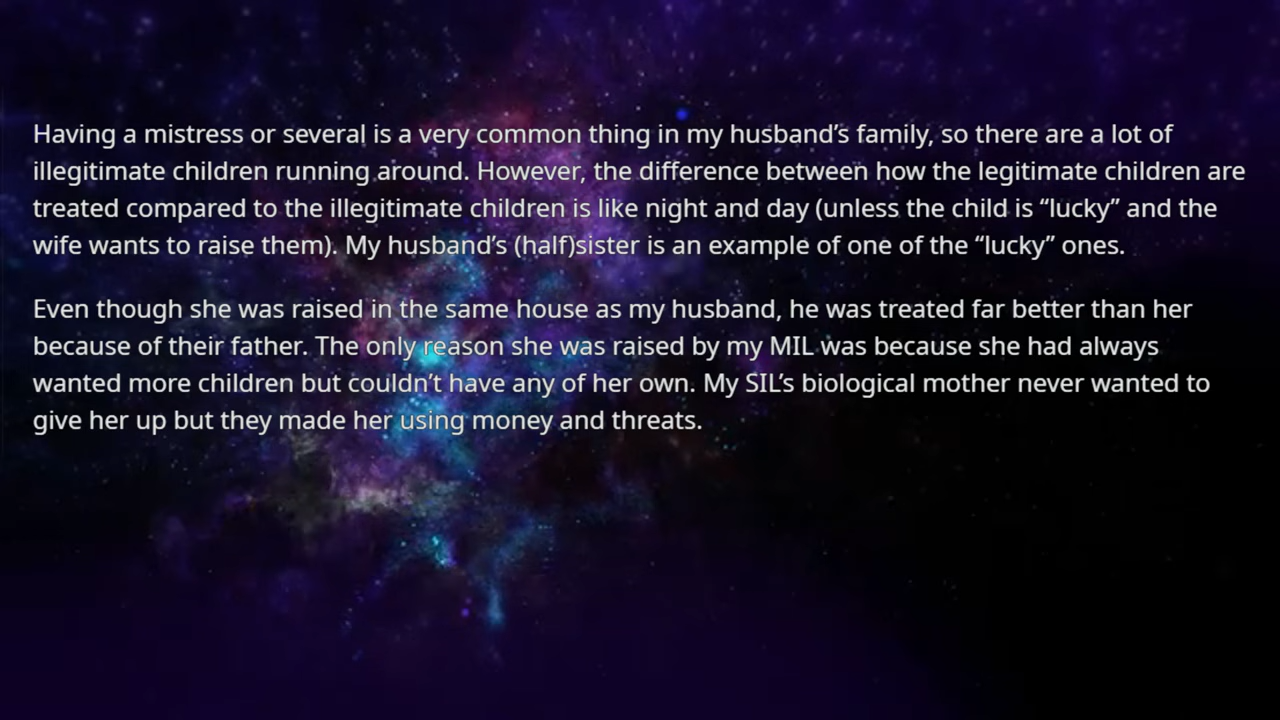 Having a mistress or several is a very common thing in my husband’s family, so there are a lot of
illegitimate children running around. However, the difference between how the legitimate children are
treated compared to the illegitimate children is like night and day (unless the child is “lucky” and the
wife wants to raise them). My husband’s (half)sister is an example of one of the “lucky” ones.
Even though she was raised in the same house as my husband, he was treated far better than her
because of their father. The only reason she was raised by my MIL was because she had always
wanted more children but couldn’t have any of her own. My SIL’s biological mother never wanted to
give her up but they made her using money and threats.